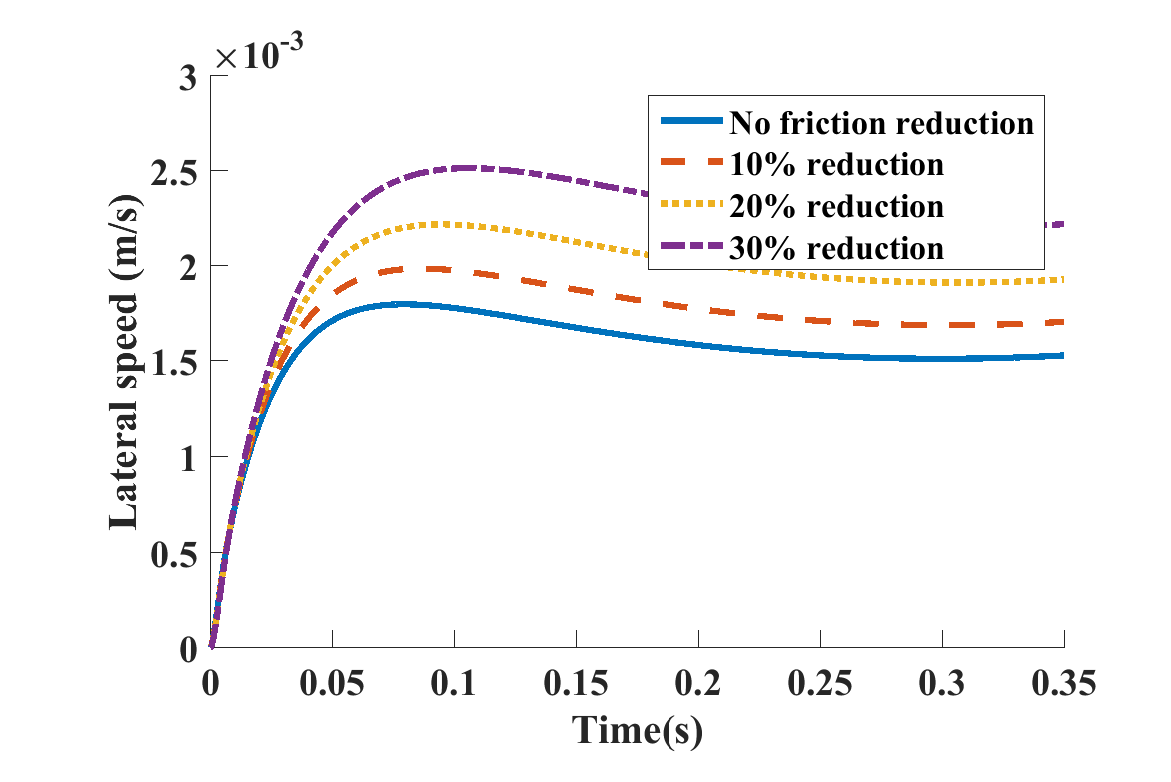 ×10-3
3
2.5
2
1.5
1
0.5
0
Lateral speed (m/s)
No friction reduction
10% reduction
20% reduction
30% reduction
0 0.05 0.1 0.15 0.2 0.25 0.3 0.35
Time(s)